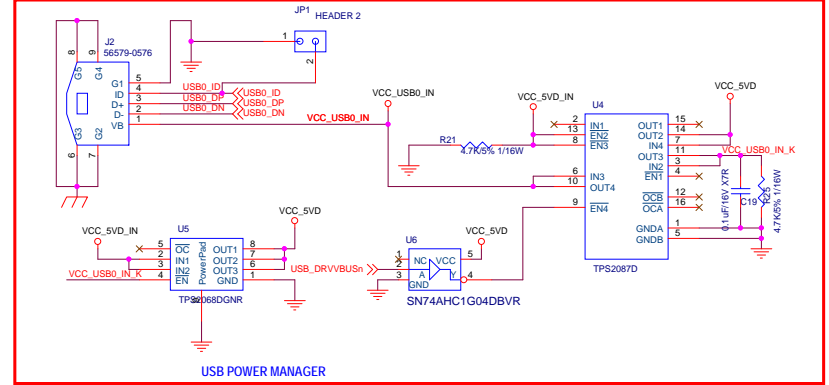 JP1
HEADER 2
J2
56579-0576
1
2
8
9
G5
G4
G1
ID
D+
D-
VB
G3
G2
5
4
3
2
1
6
7
USB0_ID
USB0_DP
USB0_DN
USB0_ID
USB0_DP
USB0_DN
VCC_USB0_IN
VCC_USB0_IN
VCC_5VD_IN
U4
VCC_5VD
R21
4.7K/5% 1/16W
2
13
8
IN1
EN2
EN3
6
10
IN3
OUT4
9
EN4
OUT1
OUT2
IN4
OUT3
IN2
EN1
OCB
OCA
GNDA
GNDB
15
14
7
11
3
4
12
16
1
5
TPS2087D
VCC_USB0_IN_K
0.1uF/16V X7R
C19
R25
4.7K/5% 1/16W
VCC_5VD_IN
U5
VCC_5VD
5
2
3
4
OC
IN1
IN2
EN
PowerPad
OUT1
OUT2
OUT3
GND
8
7
6
1
9
VCC_USB0_IN_K
TPS2068DGNR
U6
VCC_5VD
USB_DRVVBUSn
1
2
3
NC
A
GND
VCC
Y
5
4
SN74AHC1G04DBVR
USB POWER MANAGER